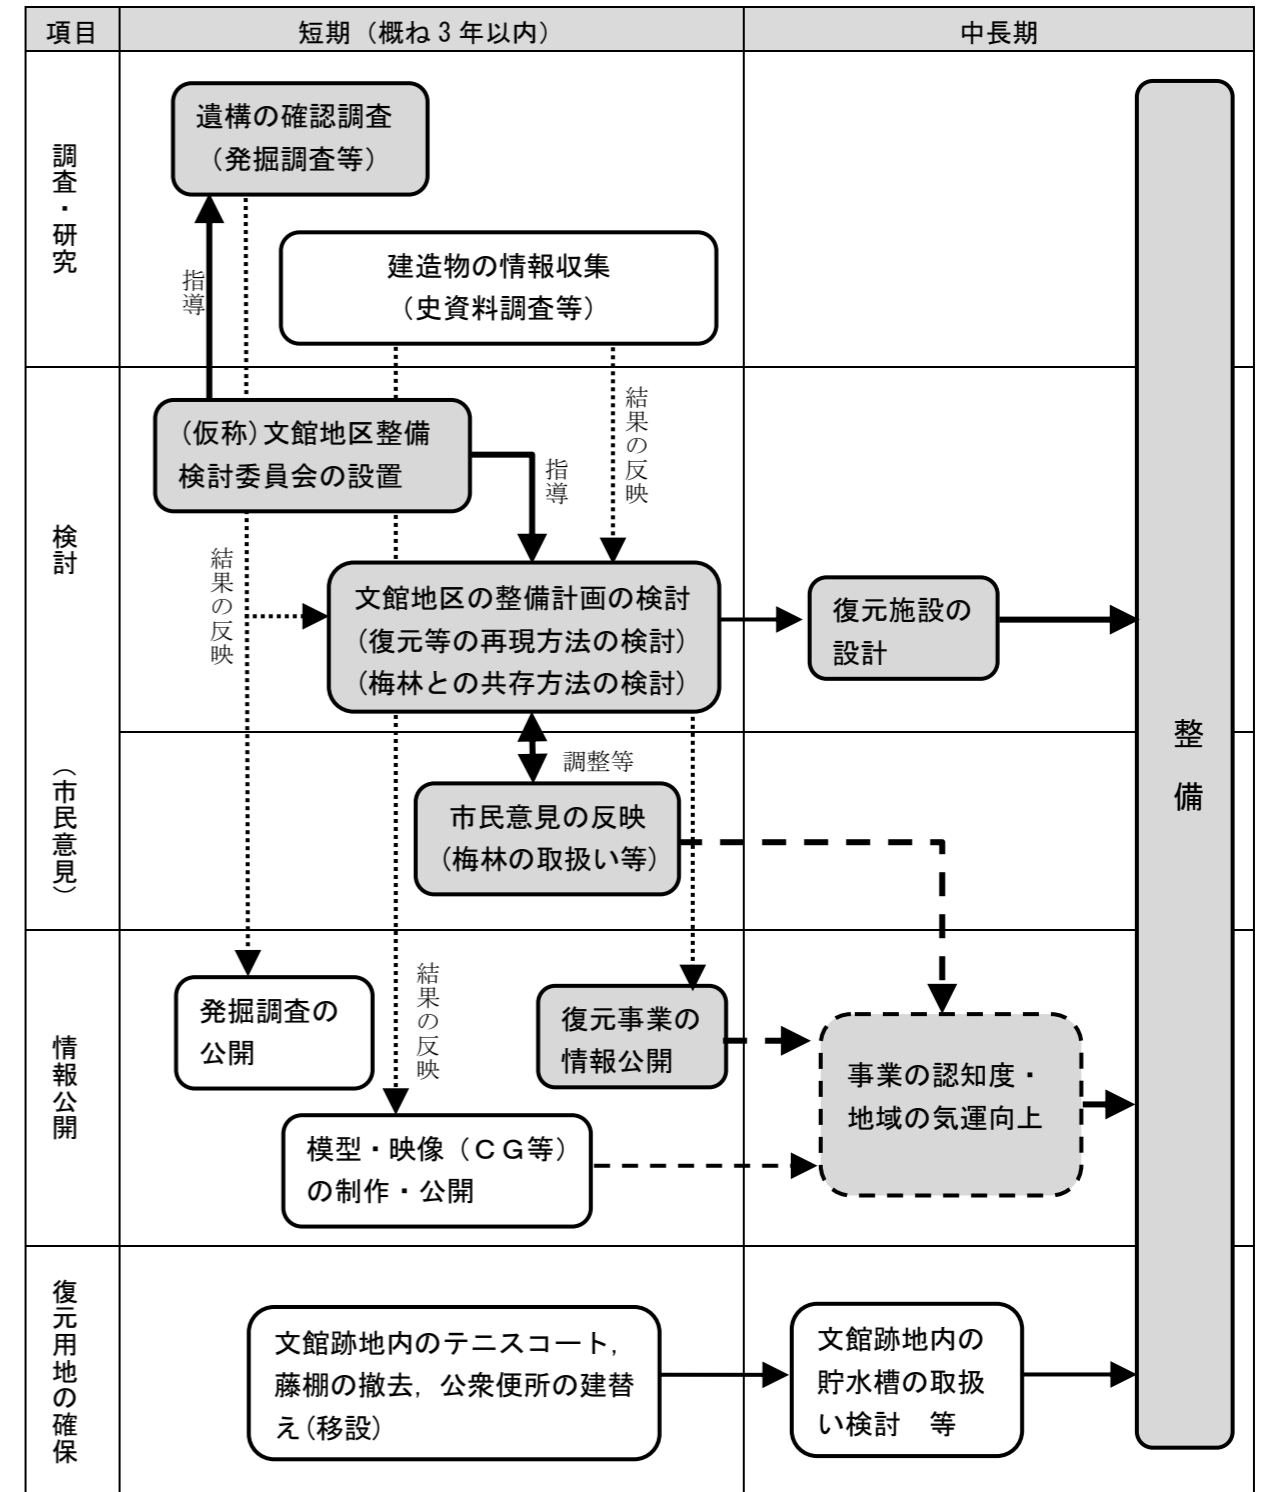 項目
短期（概ね３年以内）
中長期
調査・研究
遺構の確認調査
（発掘調査等）
指導
建造物の情報収集
（史資料調査等）
検討
（仮称）文館地区整備
検討委員会の設置
指導
結果の反映
結果の反映
文館地区の整備計画の検討
（復元等の再現方法の検討）
（梅林との共存方法の検討）
復元施設の
設計
整備
（市民意見）
調整等
市民意見の反映
（梅林の取扱い等）
情報公開
発掘調査の
公開
結果の反映
復元事業の
情報公開
模型・映像（ＣＧ等）
の制作・公開
事業の認知度・
地域の気運向上
復元用地の確保
文館跡地内のテニスコート，
藤棚の撤去，公衆便所の建替
え（移設）
文館跡地内の
貯水槽の取扱
い検討　等